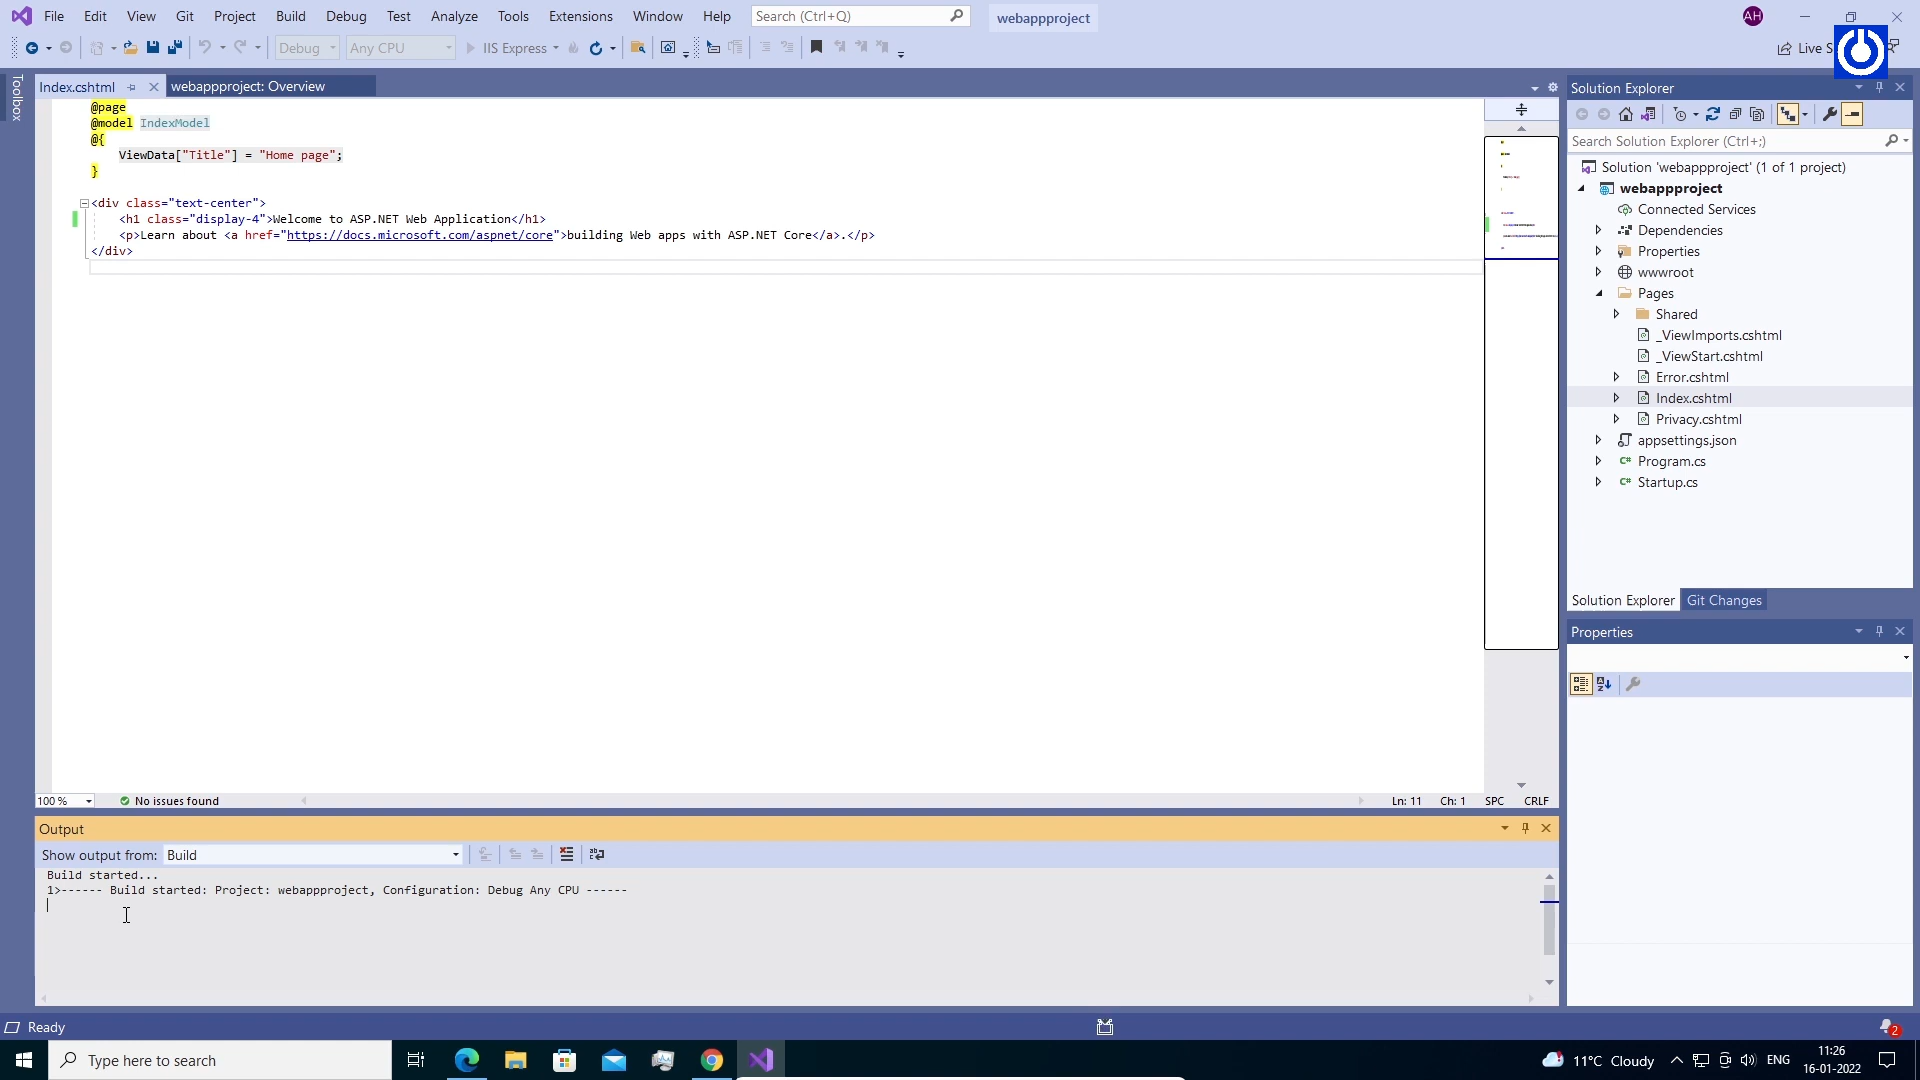 File Edit View Git Project Build Debug Test Analyze Tools Extensions Window Help Search (Ctrl+Q) webappproject AH
Debug Any CPU IIS Express Live S
Toolbox
Index.cshtml webappproject: Overview
@page
@model IndexModel
@{
ViewData["Title"] = "Home page";
}
<div class="text-center">
<h1 class="display-4">Welcome to ASP.NET Web Application</h1>
<p>Learn about <a href="https://docs.microsoft.com/aspnet/core">building Web apps with ASP.NET Core</a>.</p>
</div>
100 % No issues found Ln: 11 Ch: 1 SPC CRLF
Output
Show output from: Build
Build started...
1>------ Build started: Project: webappproject, Configuration: Debug Any CPU ------
Solution Explorer
Search Solution Explorer (Ctrl+;)
Solution 'webappproject' (1 of 1 project)
webappproject
Connected Services
Dependencies
Properties
wwwroot
Pages
Shared
_ViewImports.cshtml
_ViewStart.cshtml
Error.cshtml
Index.cshtml
Privacy.cshtml
appsettings.json
Program.cs
Startup.cs
Solution Explorer Git Changes
Properties
Ready 2
Type here to search 11°C Cloudy ENG 11:26
16-01-2022